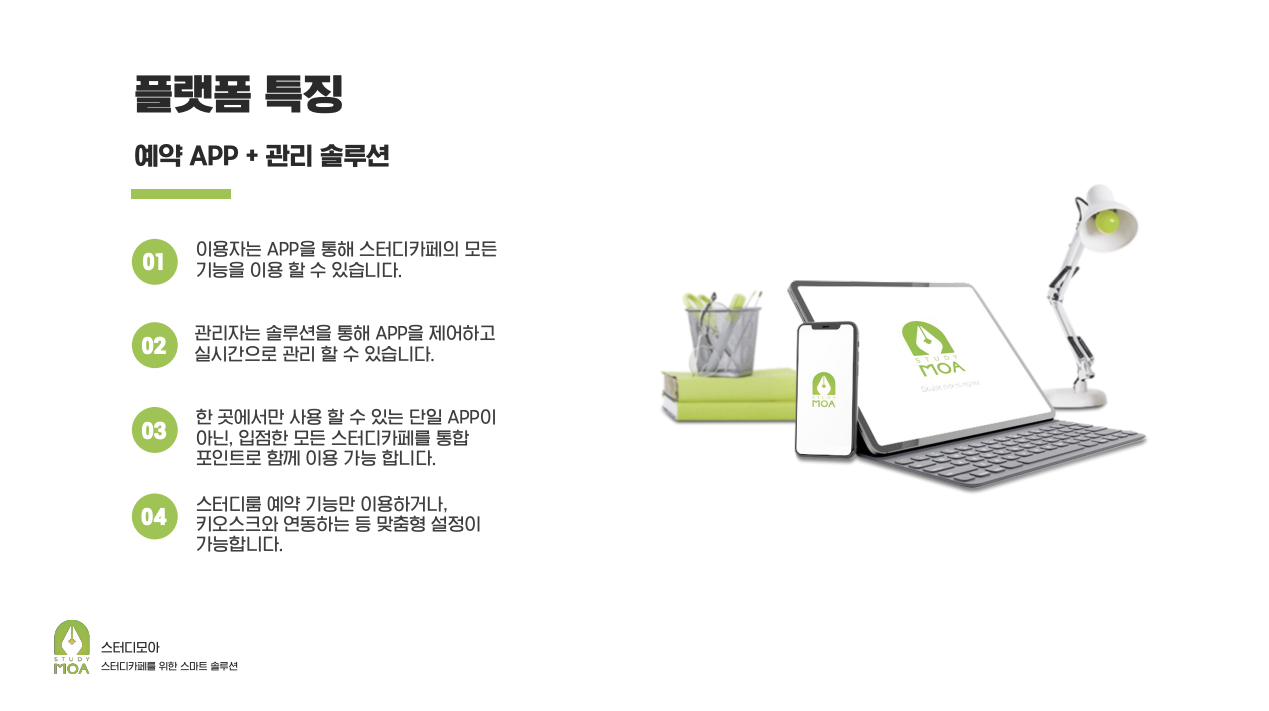 플랫폼 특징
예약 APP + 관리 솔루션
01
이용자는 APP을 통해 스터디카페의 모든
기능을 이용 할 수 있습니다.
02
관리자는 솔루션을 통해 APP을 제어하고
실시간으로 관리 할 수 있습니다.
03
한 곳에서만 사용 할 수 있는 단일 APP이
아닌, 입점한 모든 스터디카페를 통합
포인트로 함께 이용 가능 합니다.
04
스터디룸 예약 기능만 이용하거나,
키오스크와 연동하는 등 맞춤형 설정이
가능합니다.
STUDY
MOA
MOA
STUDY
MOA
스터디모아
스터디카페를 위한 스마트 솔루션